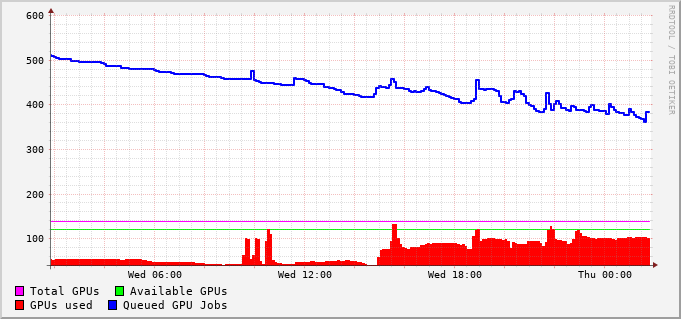 600
500
400
300
200
100
Wed 06:00 Wed 12:00 Wed 18:00 Thu 00:00
Total GPUs Available GPUs
GPUs used Queued GPU Jobs
RRDTOOL / TOBI OETIKER